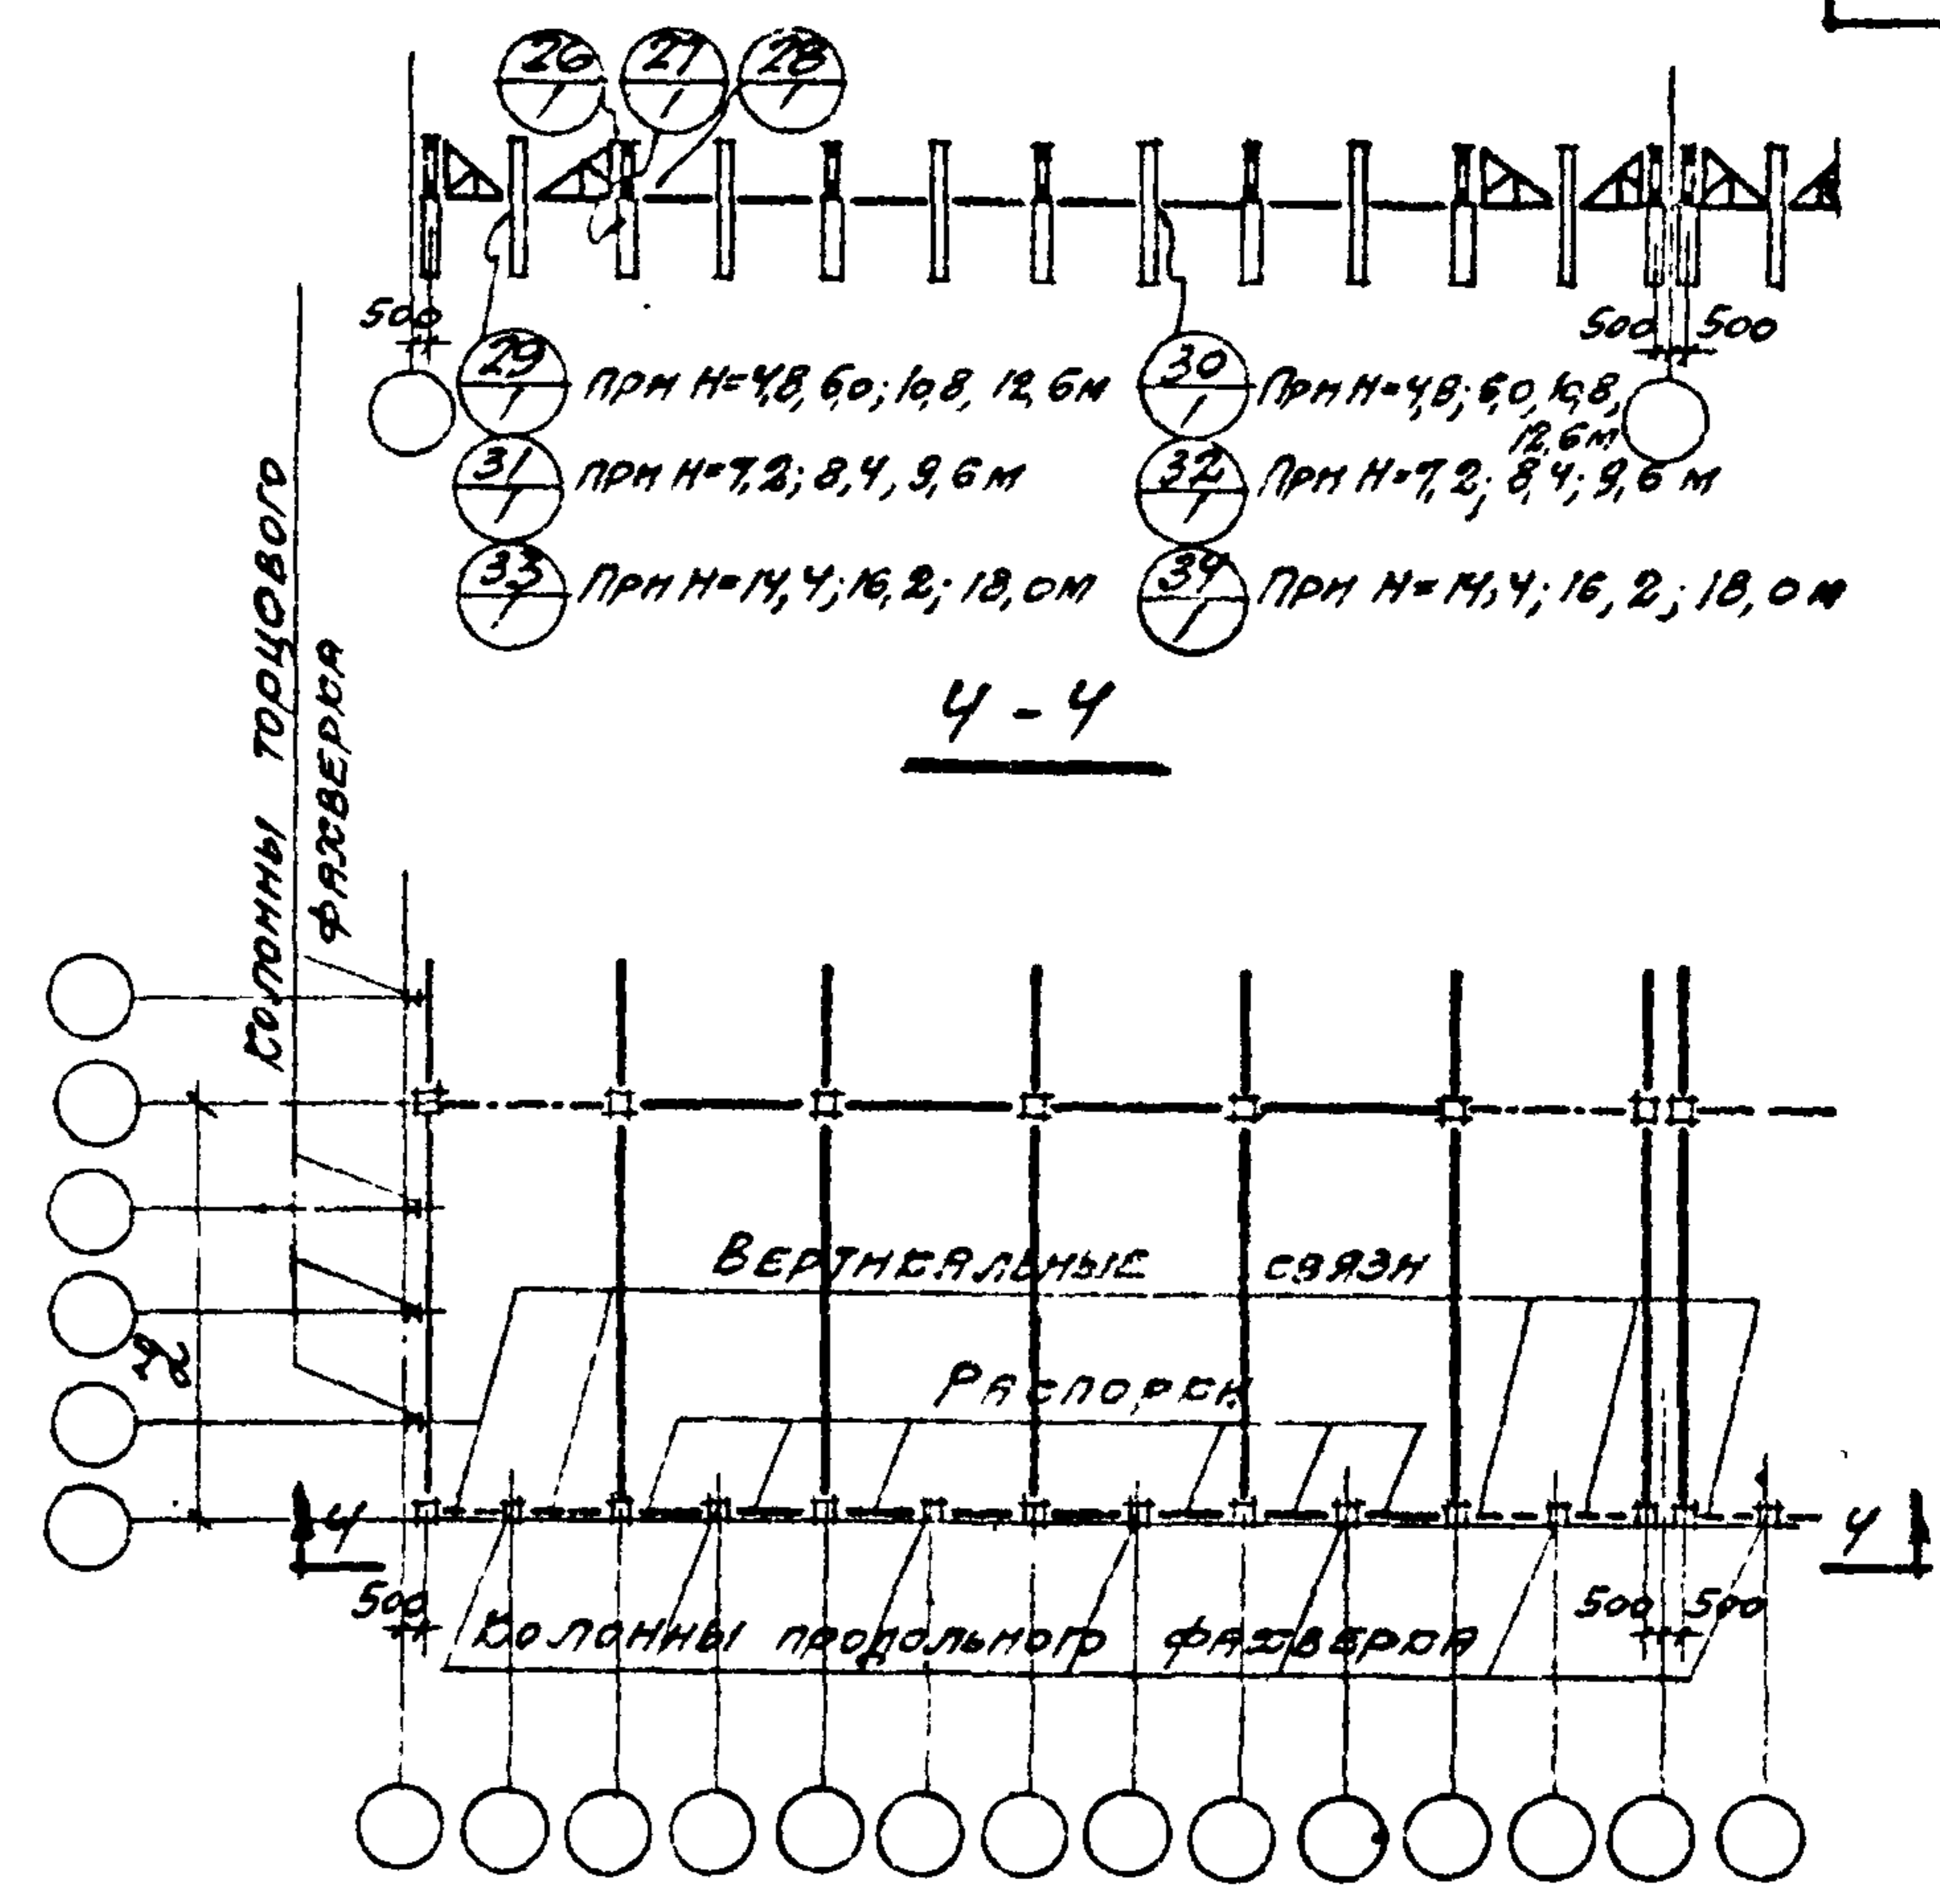 26 27 28
1 1 1
500
500 500
29
1
При Н=4,8, 6,0; 10,8, 12,6м
30
1
При Н=4,8; 6,0, 10,8,
12,6м
31
1
При Н=7,2; 8,4, 9,6м
32
1
При Н=7,2; 8,4; 9,6 м
33
1
При Н=14,4; 16,2; 18,0м
34
1
При Н=14,4; 16, 2; 18,0м
4-4
Колонны торцового
фахверка
Вертикальные связи
Распорки
4
4
500
500 500
Колонны продольного фахверка